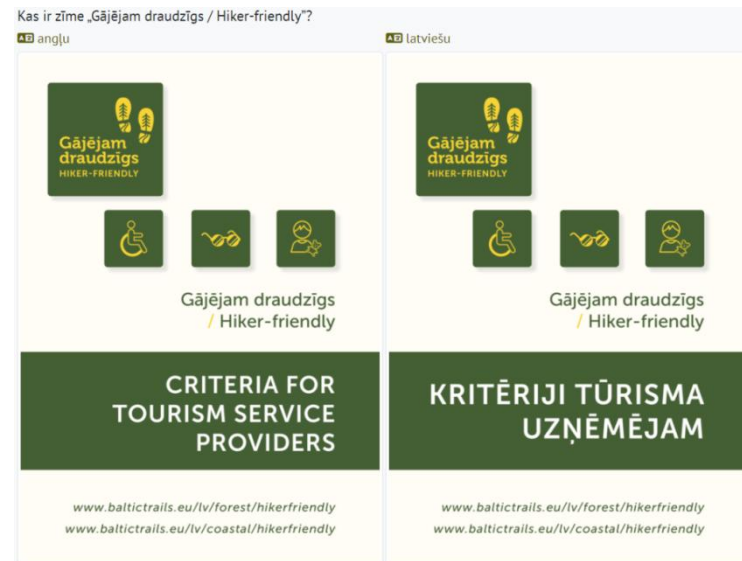 Kas ir zīme „Gājējam draudzīgs / Hiker-friendly”?
angļu
Gājējam
draudzīgs
HIKER-FRIENDLY
Gājējam draudzīgs
/ Hiker-friendly
CRITERIA FOR
TOURISM SERVICE
PROVIDERS
www.baltictrails.eu/lv/forest/hikerfriendly
www.baltictrails.eu/lv/coastal/hikerfriendly
latviešu
Gājējam
draudzīgs
HIKER-FRIENDLY
Gājējam draudzīgs
/ Hiker-friendly
KRITĒRIJI TŪRISMA
UZŅĒMĒJAM
www.baltictrails.eu/lv/forest/hikerfriendly
www.baltictrails.eu/lv/coastal/hikerfriendly